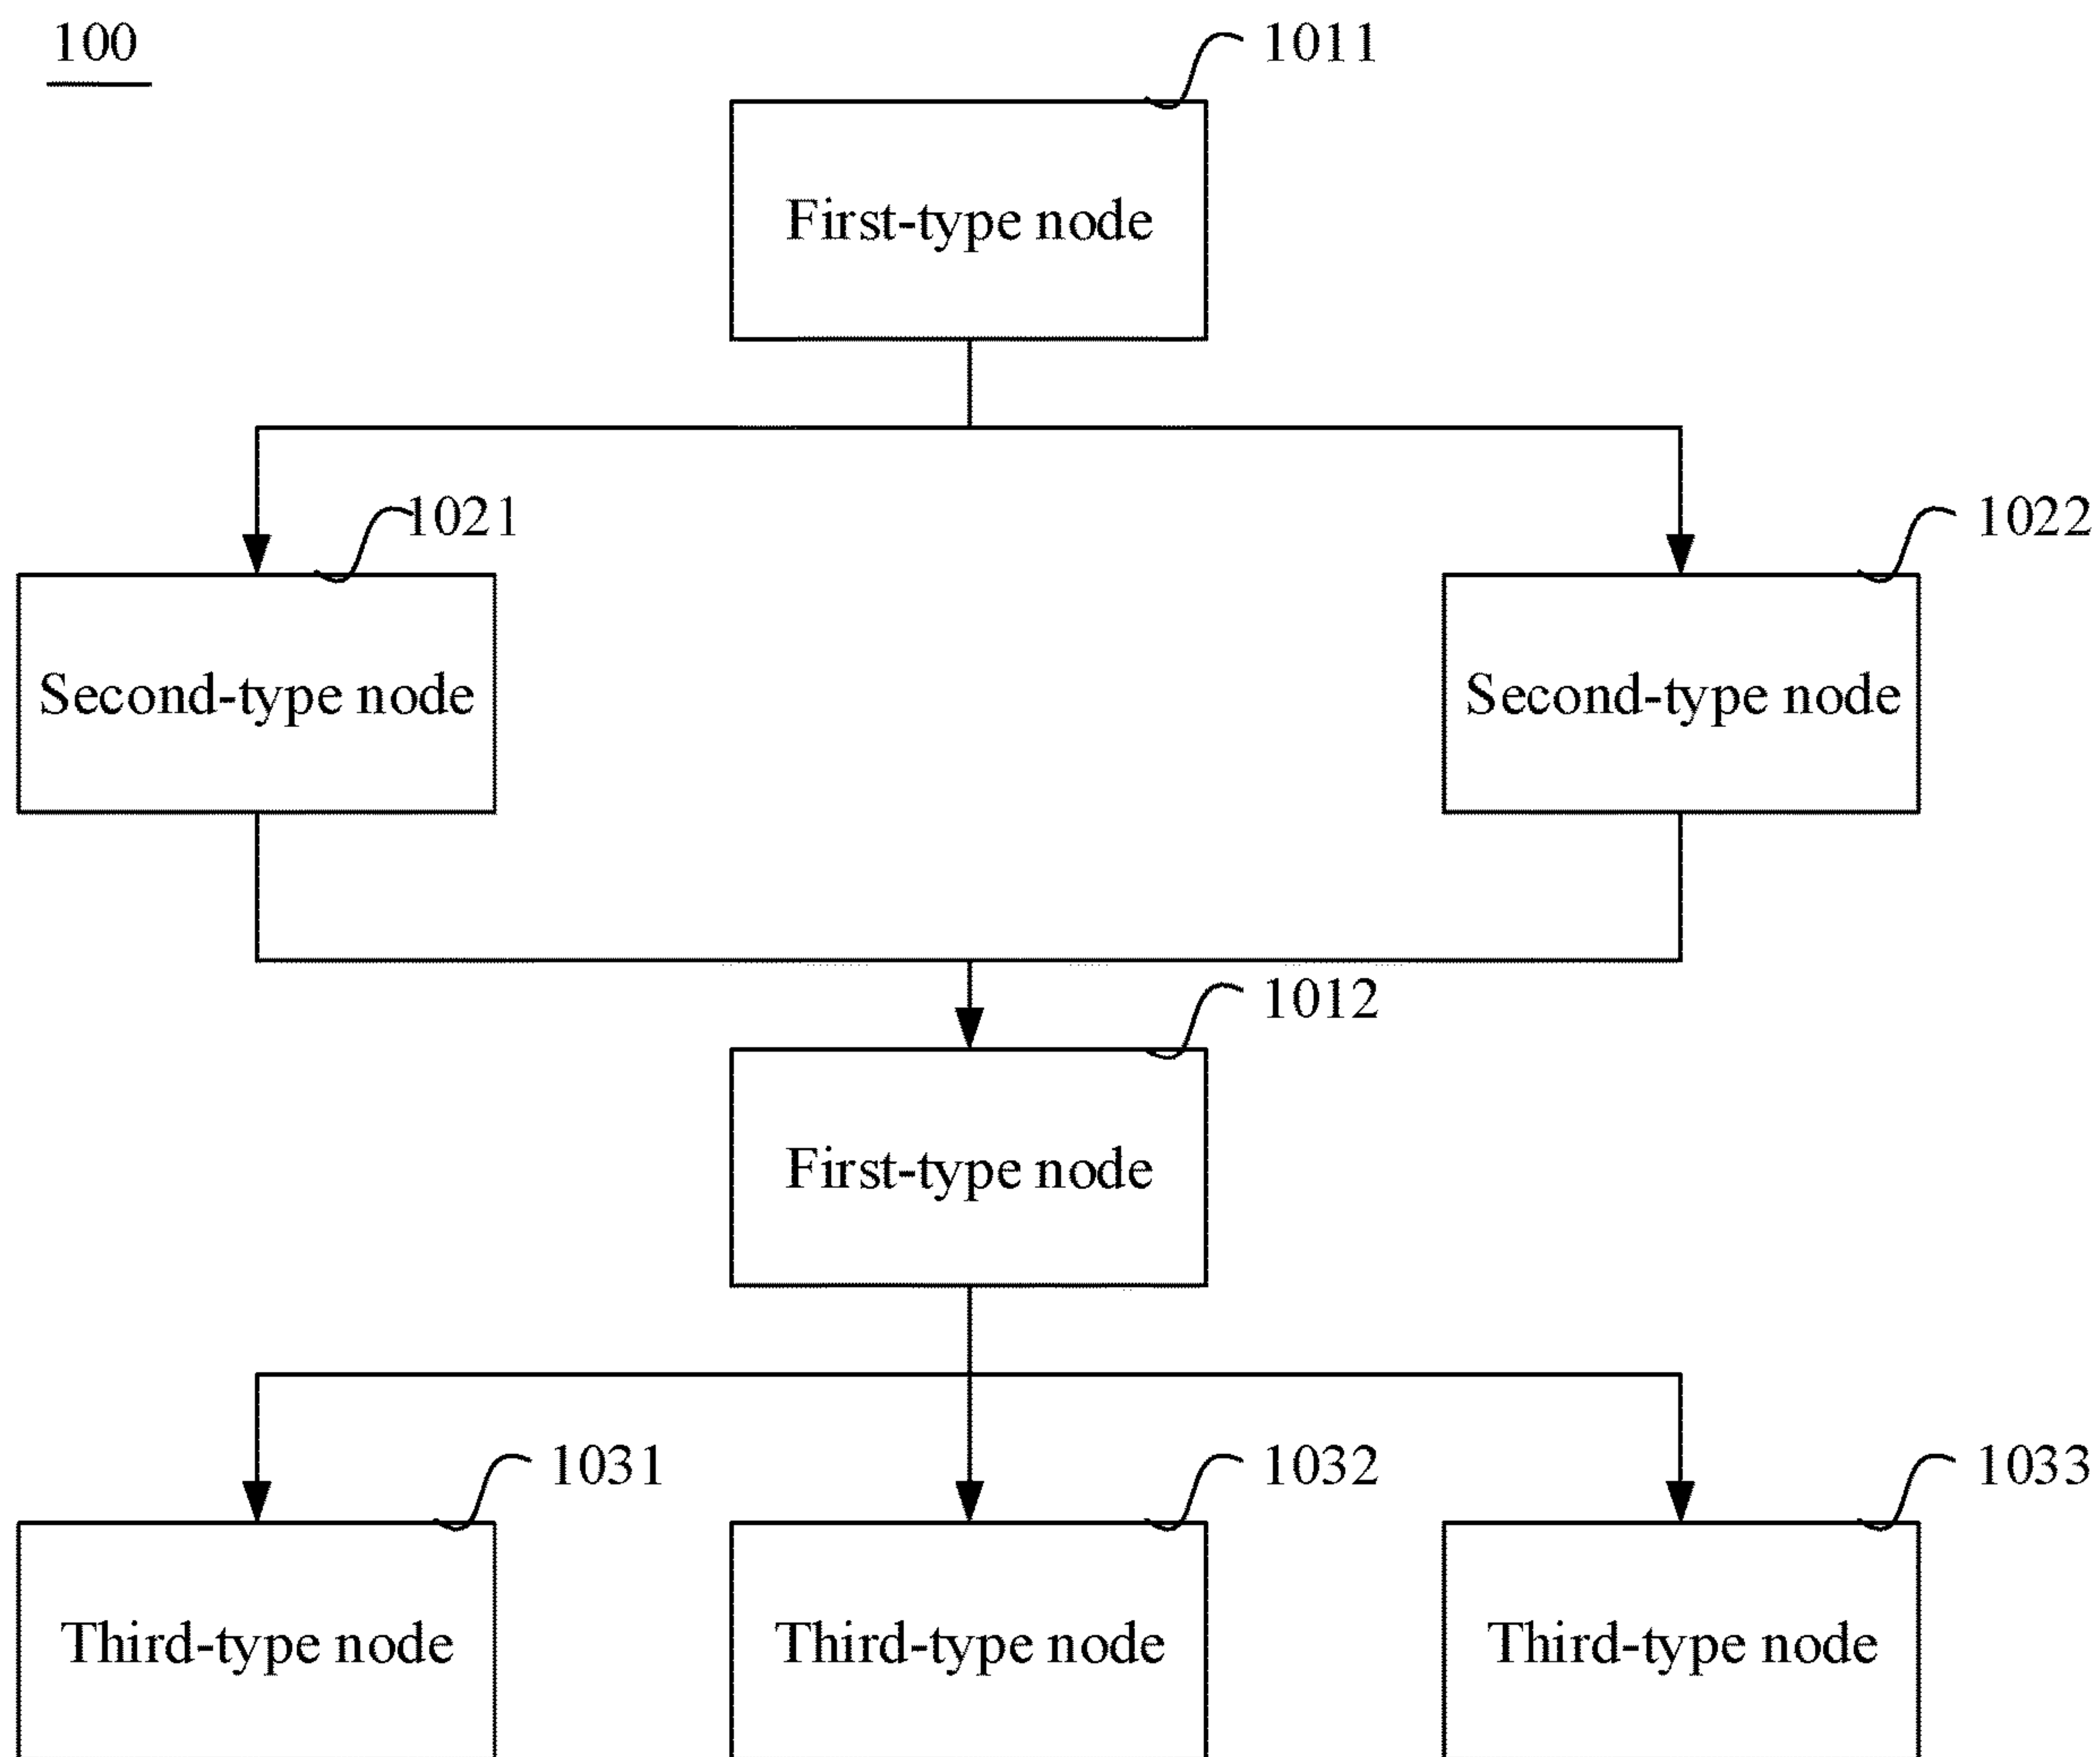 100
1011
First-type node
1021
1022
Second-type node
Second-type node
1012
First-type node
1031
1032
1033
Third-type node
Third-type node
Third-type node